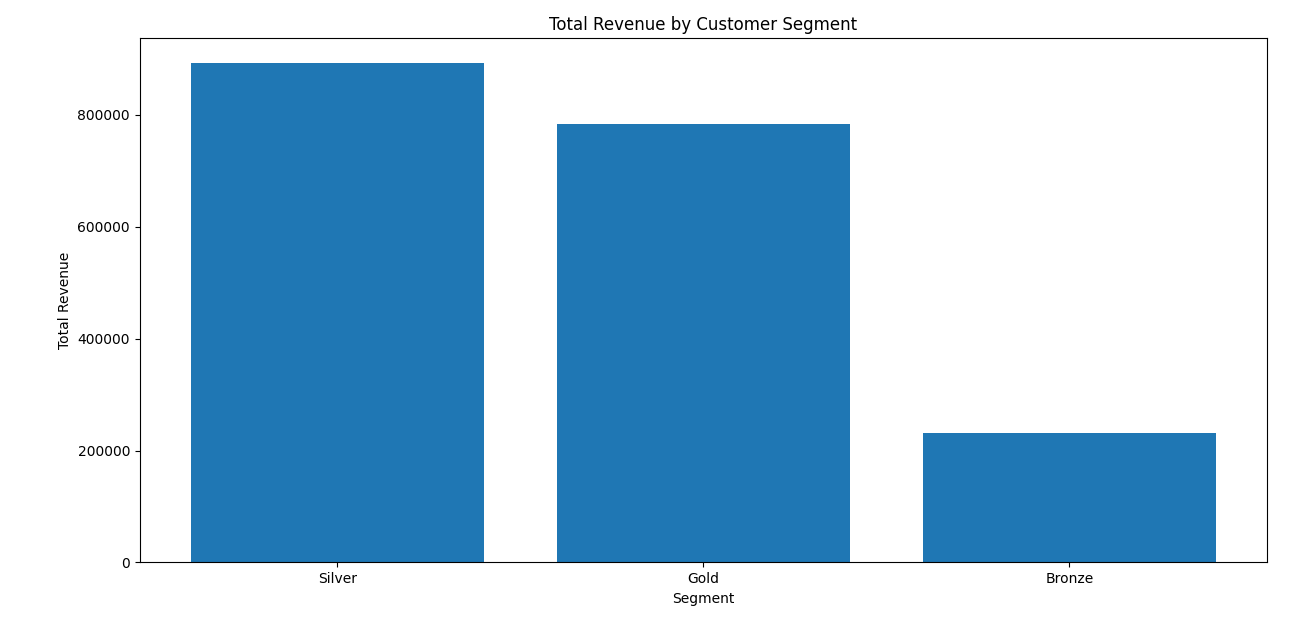 Total Revenue by Customer Segment
800000
600000
400000
200000
0
Total Revenue
Silver
Gold
Bronze
Segment